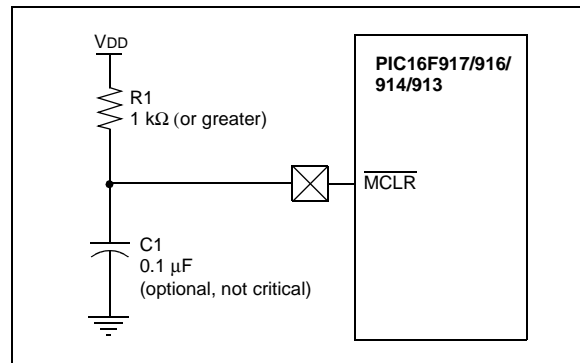 VDD
R1
1 kΩ (or greater)
C1
0.1 μF
(optional, not critical)
PIC16F917/916/
914/913
MCLR